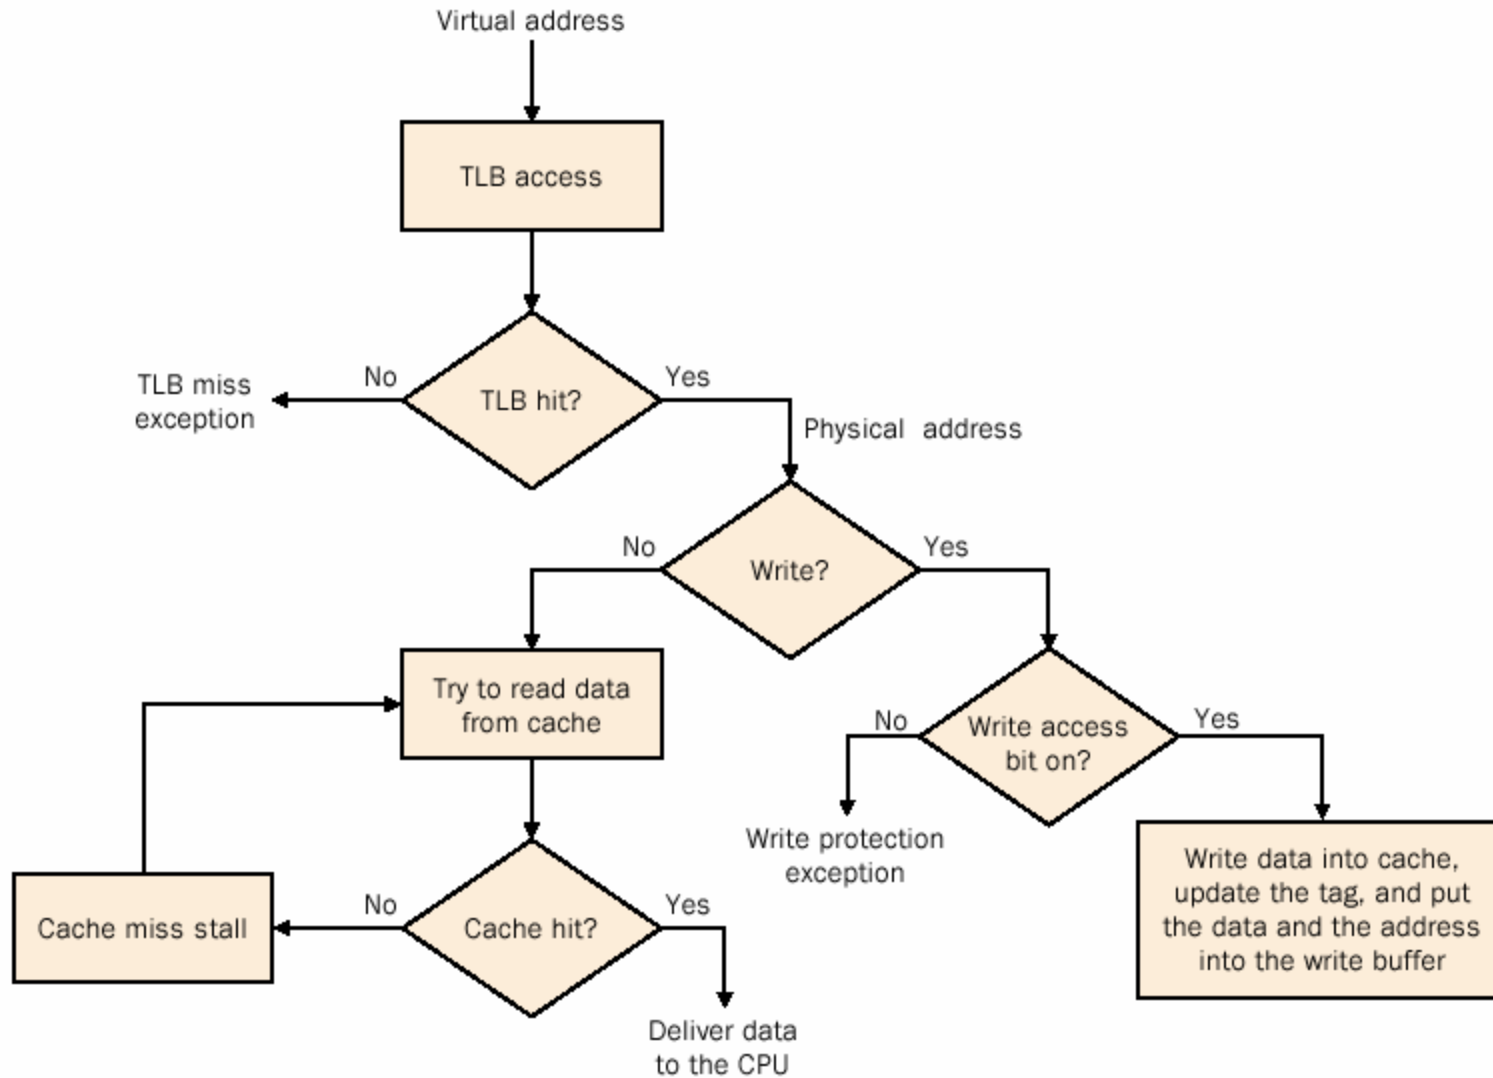 Virtual address
TLB access
No
Yes
TLB miss
exception
TLB hit?
Physical address
No
Yes
Write?
Try to read data
from cache
No
Yes
Write access
bit on?
Write protection
exception
Write data into cache,
update the tag, and put
the data and the address
into the write buffer
No
Yes
Cache miss stall
Cache hit?
Deliver data
to the CPU